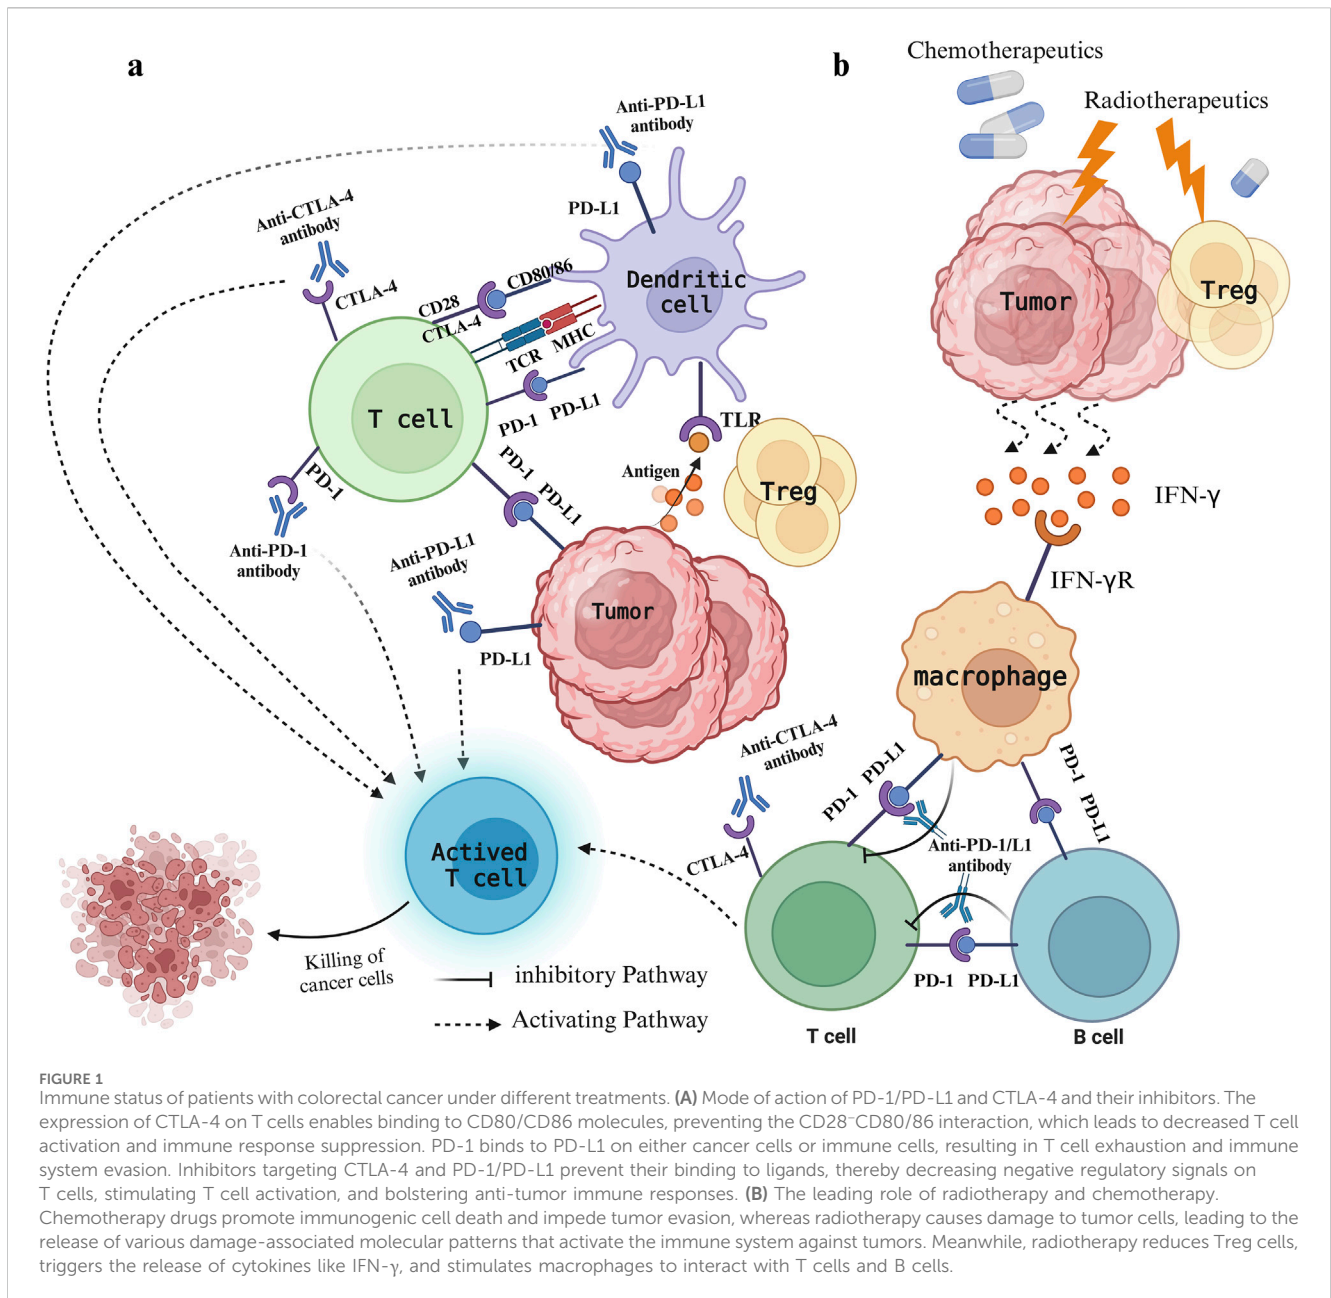 a
Anti-PD-L1
antibody
PD-L1
Anti-CTLA-4
antibody
CTLA-4
CD28
CTLA-4
CD80/86
Dendritic
cell
TCR
MHC
T cell
PD-1
PD-L1
TLR
PD-1
PD-L1
PD-1
Antigen
Treg
Anti-PD-1
antibody
Anti-PD-L1
antibody
Tumor
PD-L1
Actived
T cell
Killing of
cancer cells
inhibitory Pathway
Activating Pathway
b
Chemotherapeutics
Radiotherapeutics
Tumor
Treg
IFN-γ
IFN-γR
macrophage
Anti-CTLA-4
antibody
CTLA-4
PD-1
PD-L1
PD-1
PD-L1
Anti-PD-1/L1
antibody
PD-1
PD-L1
T cell
B cell
FIGURE 1
Immune status of patients with colorectal cancer under different treatments. (A) Mode of action of PD-1/PD-L1 and CTLA-4 and their inhibitors. The
expression of CTLA-4 on T cells enables binding to CD80/CD86 molecules, preventing the CD28⁻CD80/86 interaction, which leads to decreased T cell
activation and immune response suppression. PD-1 binds to PD-L1 on either cancer cells or immune cells, resulting in T cell exhaustion and immune
system evasion. Inhibitors targeting CTLA-4 and PD-1/PD-L1 prevent their binding to ligands, thereby decreasing negative regulatory signals on
T cells, stimulating T cell activation, and bolstering anti-tumor immune responses. (B) The leading role of radiotherapy and chemotherapy.
Chemotherapy drugs promote immunogenic cell death and impede tumor evasion, whereas radiotherapy causes damage to tumor cells, leading to the
release of various damage-associated molecular patterns that activate the immune system against tumors. Meanwhile, radiotherapy reduces Treg cells,
triggers the release of cytokines like IFN-γ, and stimulates macrophages to interact with T cells and B cells.